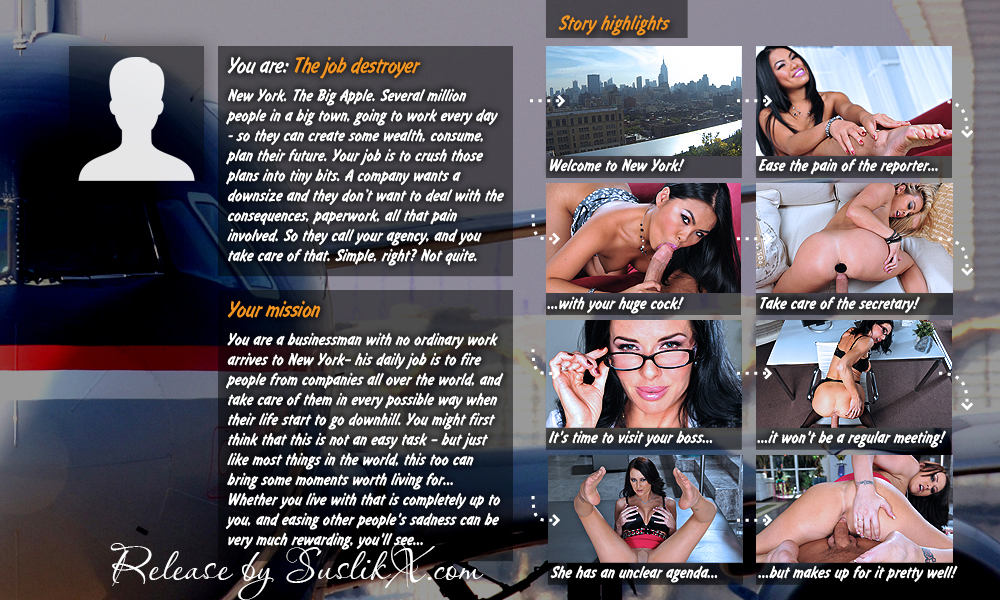 You are: The job destroyer
New York. The Big Apple. Several million
people in a big town, going to work every day
- so they can create some wealth, consume,
plan their future. Your job is to crush those
plans into tiny bits. A company wants a
downsize and they don't want to deal with the
consequences, paperwork, all that pain
involved. So they call your agency, and you
take care of that. Simple, right? Not quite.
Your mission
You are a businessman with no ordinary work
arrives to New York- his daily job is to fire
people from companies all over the world, and
take care of them in every possible way when
their life start to go downhill. You might first
think that this is not an easy task - but just
like most things in the world, this too can
bring some moments worth living for...
Whether you live with that is completely up to
you, and easing other people's sadness can be
very much rewarding, you'll see...
Release by SuslikX.com
Story highlights
Welcome to New York!
Ease the pain of the reporter...
...with your huge cock!
Take care of the secretary!
It's time to visit your boss...
...it won't be a regular meeting!
She has an unclear agenda...
...but makes up for it pretty well!